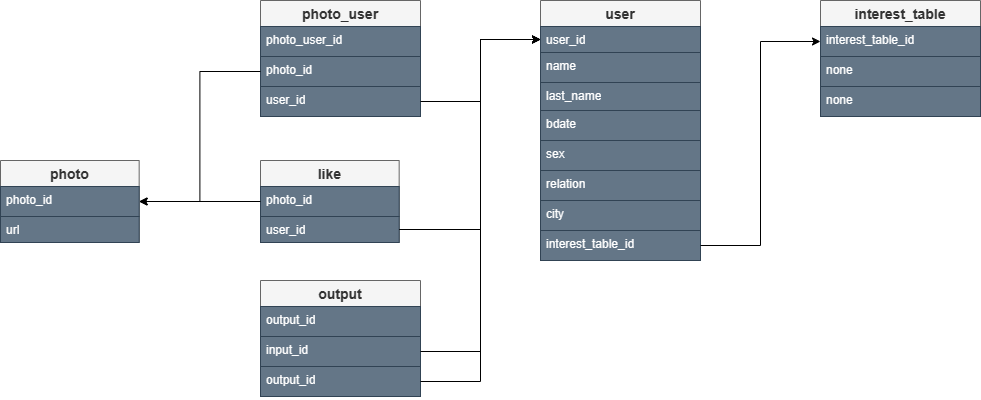 photo_user
photo_user_id
photo_id
user_id
user
user_id
name
last_name
bdate
sex
relation
city
interest_table_id
interest_table
interest_table_id
none
none
photo
photo_id
url
like
photo_id
user_id
output
output_id
input_id
output_id